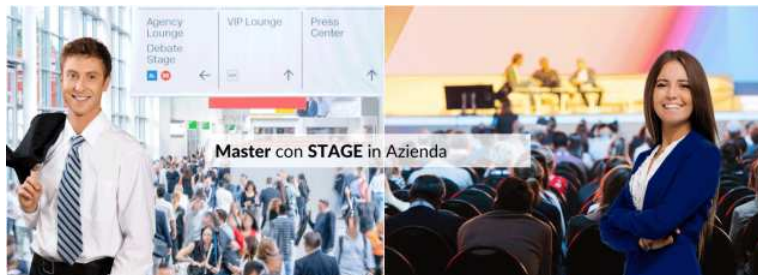 Agency
Lounge
Debate
Stage
VIP Lounge
Press
Center
Master con STAGE in Azienda